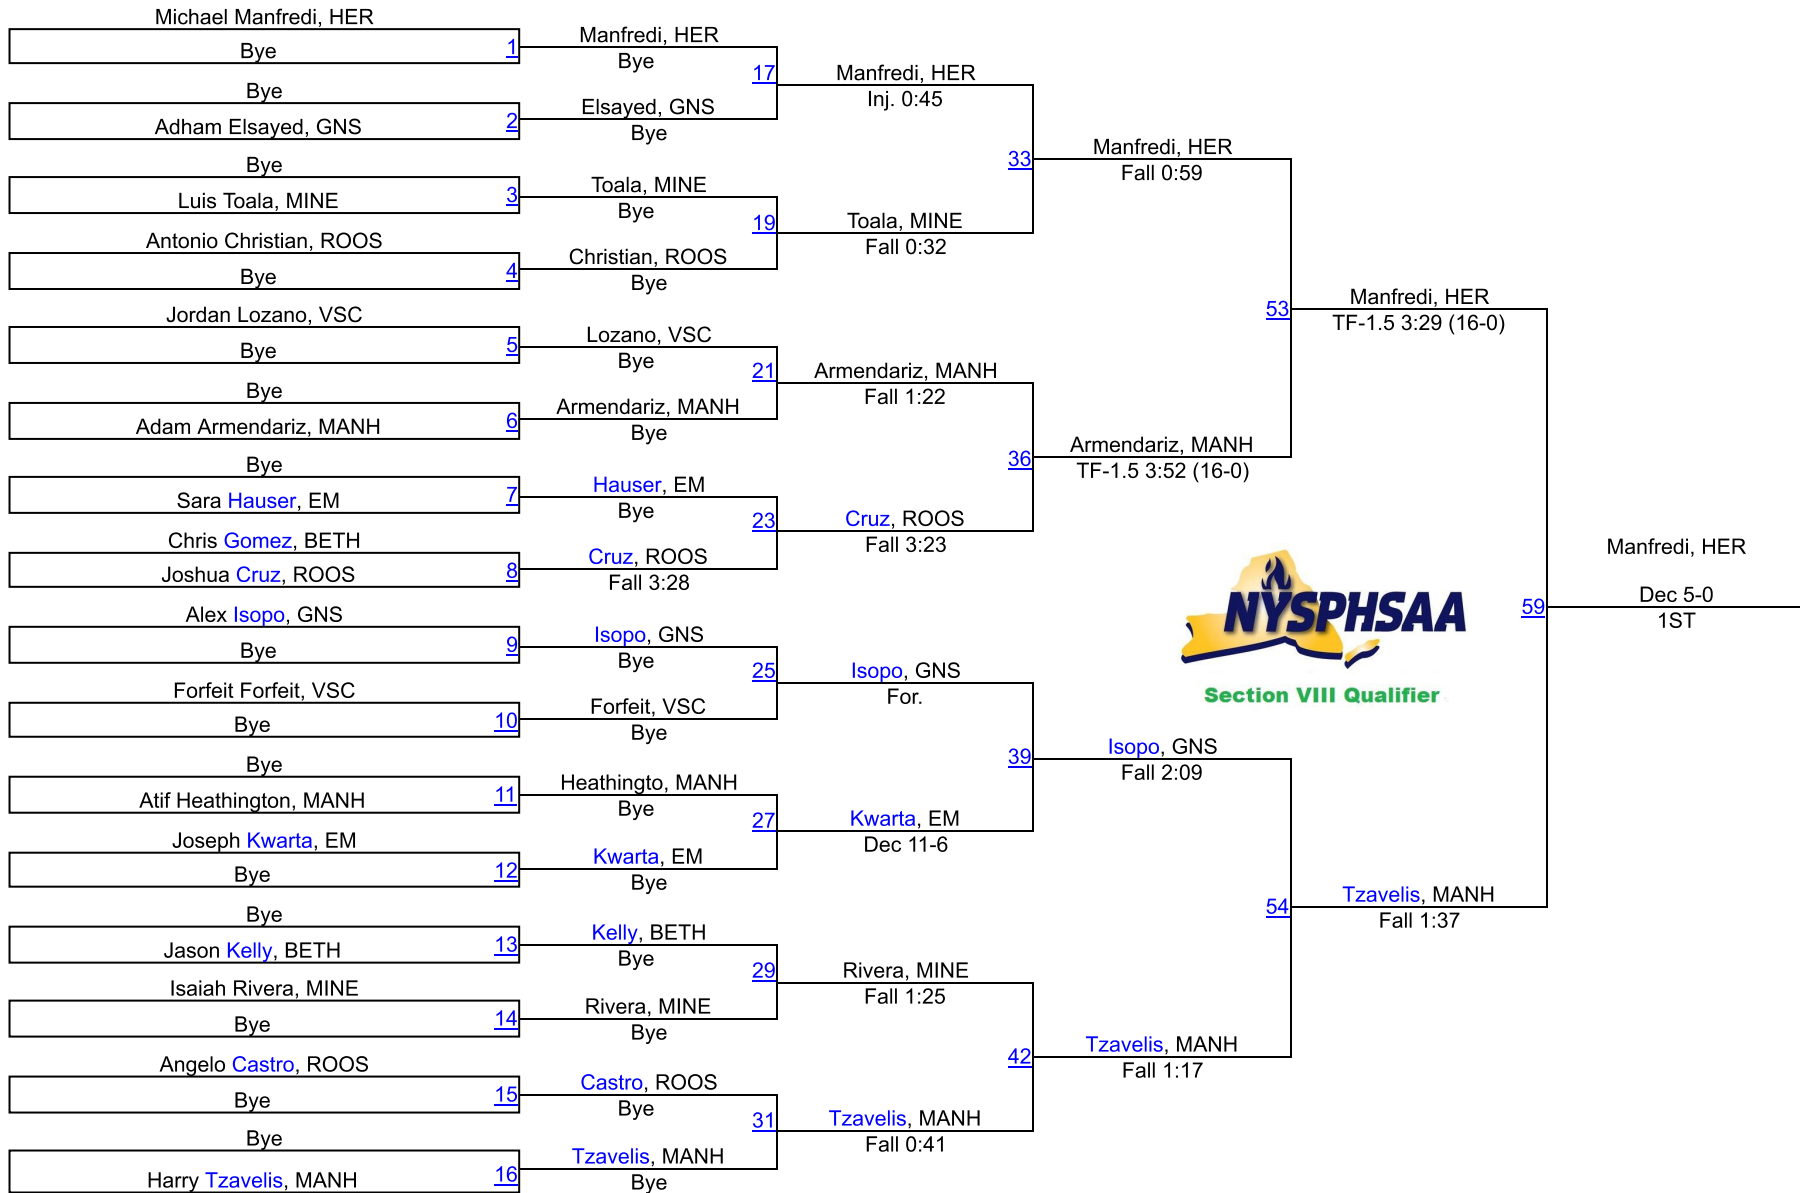 Michael Manfredi, HER
Bye
1
Bye
Adham Elsayed, GNS
2
Bye
Luis Toala, MINE
3
Antonio Christian, ROOS
Bye
4
Jordan Lozano, VSC
Bye
5
Bye
Adam Armendariz, MANH
6
Bye
Sara Hauser, EM
7
Chris Gomez, BETH
Joshua Cruz, ROOS
8
Alex Isopo, GNS
Bye
9
Forfeit Forfeit, VSC
Bye
10
Bye
Atif Heathington, MANH
11
Joseph Kwarta, EM
Bye
12
Bye
Jason Kelly, BETH
13
Isaiah Rivera, MINE
Bye
14
Angelo Castro, ROOS
Bye
15
Bye
Harry Tzavelis, MANH
16
Manfredi, HER
Bye
17
Elsayed, GNS
Bye
Toala, MINE
Bye
19
Christian, ROOS
Bye
Lozano, VSC
Bye
21
Armendariz, MANH
Bye
Hauser, EM
Bye
23
Cruz, ROOS
Fall 3:28
Isopo, GNS
Bye
25
Forfeit, VSC
Bye
Heathingto, MANH
Bye
27
Kwarta, EM
Bye
Kelly, BETH
Bye
29
Rivera, MINE
Bye
Castro, ROOS
Bye
31
Tzavelis, MANH
Bye
Manfredi, HER
Inj. 0:45
33
Toala, MINE
Fall 0:32
Armendariz, MANH
Fall 1:22
36
Cruz, ROOS
Fall 3:23
Isopo, GNS
For.
39
Kwarta, EM
Dec 11-6
Rivera, MINE
Fall 1:25
42
Tzavelis, MANH
Fall 0:41
Manfredi, HER
Fall 0:59
53
Armendariz, MANH
TF-1.5 3:52 (16-0)
NYSPHSAA
Section VIII Qualifier
Isopo, GNS
Fall 2:09
54
Tzavelis, MANH
Fall 1:17
Manfredi, HER
TF-1.5 3:29 (16-0)
59
Tzavelis, MANH
Fall 1:37
Manfredi, HER
Dec 5-0
1ST